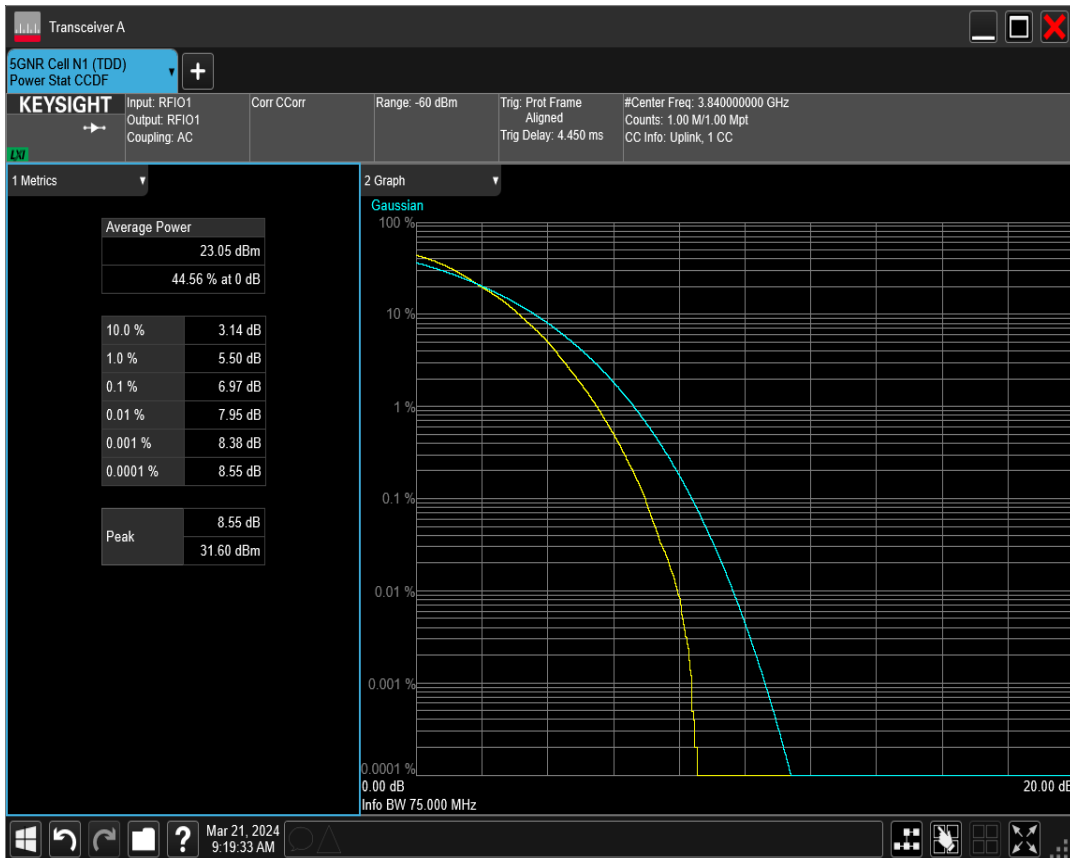 Transceiver A
5GNR Cell N1 (TDD)
Power Stat CCDF
KEYSIGHT
LXI
Input: RFIO1
Output: RFIO1
Coupling: AC
Corr CCorr
Range: -60 dBm
Trig: Prot Frame
Aligned
Trig Delay: 4.450 ms
#Center Freq: 3.840000000 GHz
Counts: 1.00 M/1.00 Mpt
CC Info: Uplink, 1 CC
1 Metrics
Average Power
23.05 dBm
44.56 % at 0 dB
10.0 % 3.14 dB
1.0 % 5.50 dB
0.1 % 6.97 dB
0.01 % 7.95 dB
0.001 % 8.38 dB
0.0001 % 8.55 dB
Peak
8.55 dB
31.60 dBm
2 Graph
Gaussian
100 %
10 %
1 %
0.1 %
0.01 %
0.001 %
0.0001 %
0.00 dB 20.00 dB
Info BW 75.000 MHz
?
Mar 21, 2024
9:19:33 AM